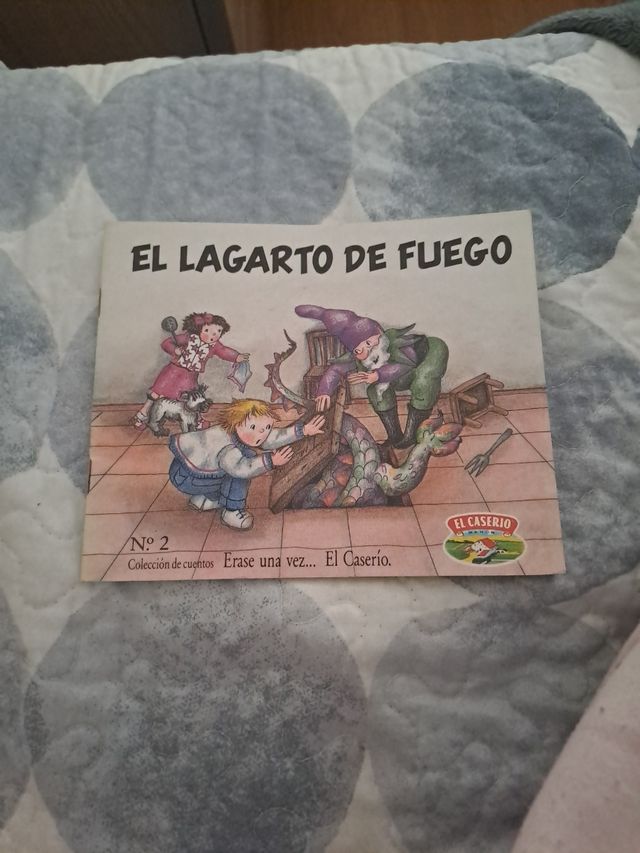 EL LAGARTO DE FUEGO
EL CASERIO
Nº 2
Colección de cuentos Erase una vez... El Caserío.